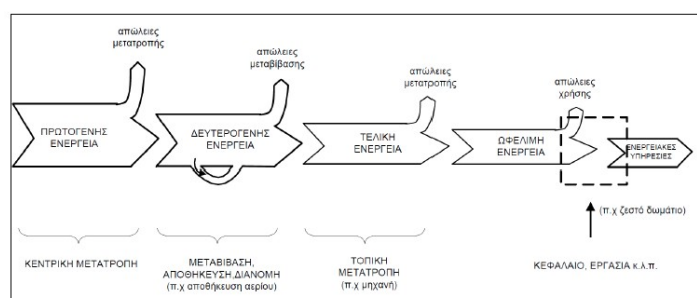 απώλειες
μετατροπής
απώλειες
μεταβίβασης
απώλειες
μετατροπής
απώλειες
χρήσης
ΠΡΩΤΟΓΕΝΗΣ
ΕΝΕΡΓΕΙΑ
ΔΕΥΤΕΡΟΓΕΝΗΣ
ΕΝΕΡΓΕΙΑ
ΤΕΛΙΚΗ
ΕΝΕΡΓΕΙΑ
ΩΦΕΛΙΜΗ
ΕΝΕΡΓΕΙΑ
ΕΝΕΡΓΕΙΑΚΕΣ
ΥΠΗΡΕΣΙΕΣ
(π.χ ζεστό δωμάτιο)
ΚΕΝΤΡΙΚΗ ΜΕΤΑΤΡΟΠΗ
ΜΕΤΑΒΙΒΑΣΗ,
ΑΠΟΘΗΚΕΥΣΗ,ΔΙΑΝΟΜΗ
(π.χ αποθήκευση αερίου)
ΤΟΠΙΚΗ
ΜΕΤΑΤΡΟΠΗ
(π.χ μηχανή)
ΚΕΦΑΛΑΙΟ, ΕΡΓΑΣΙΑ κ.λ.π.